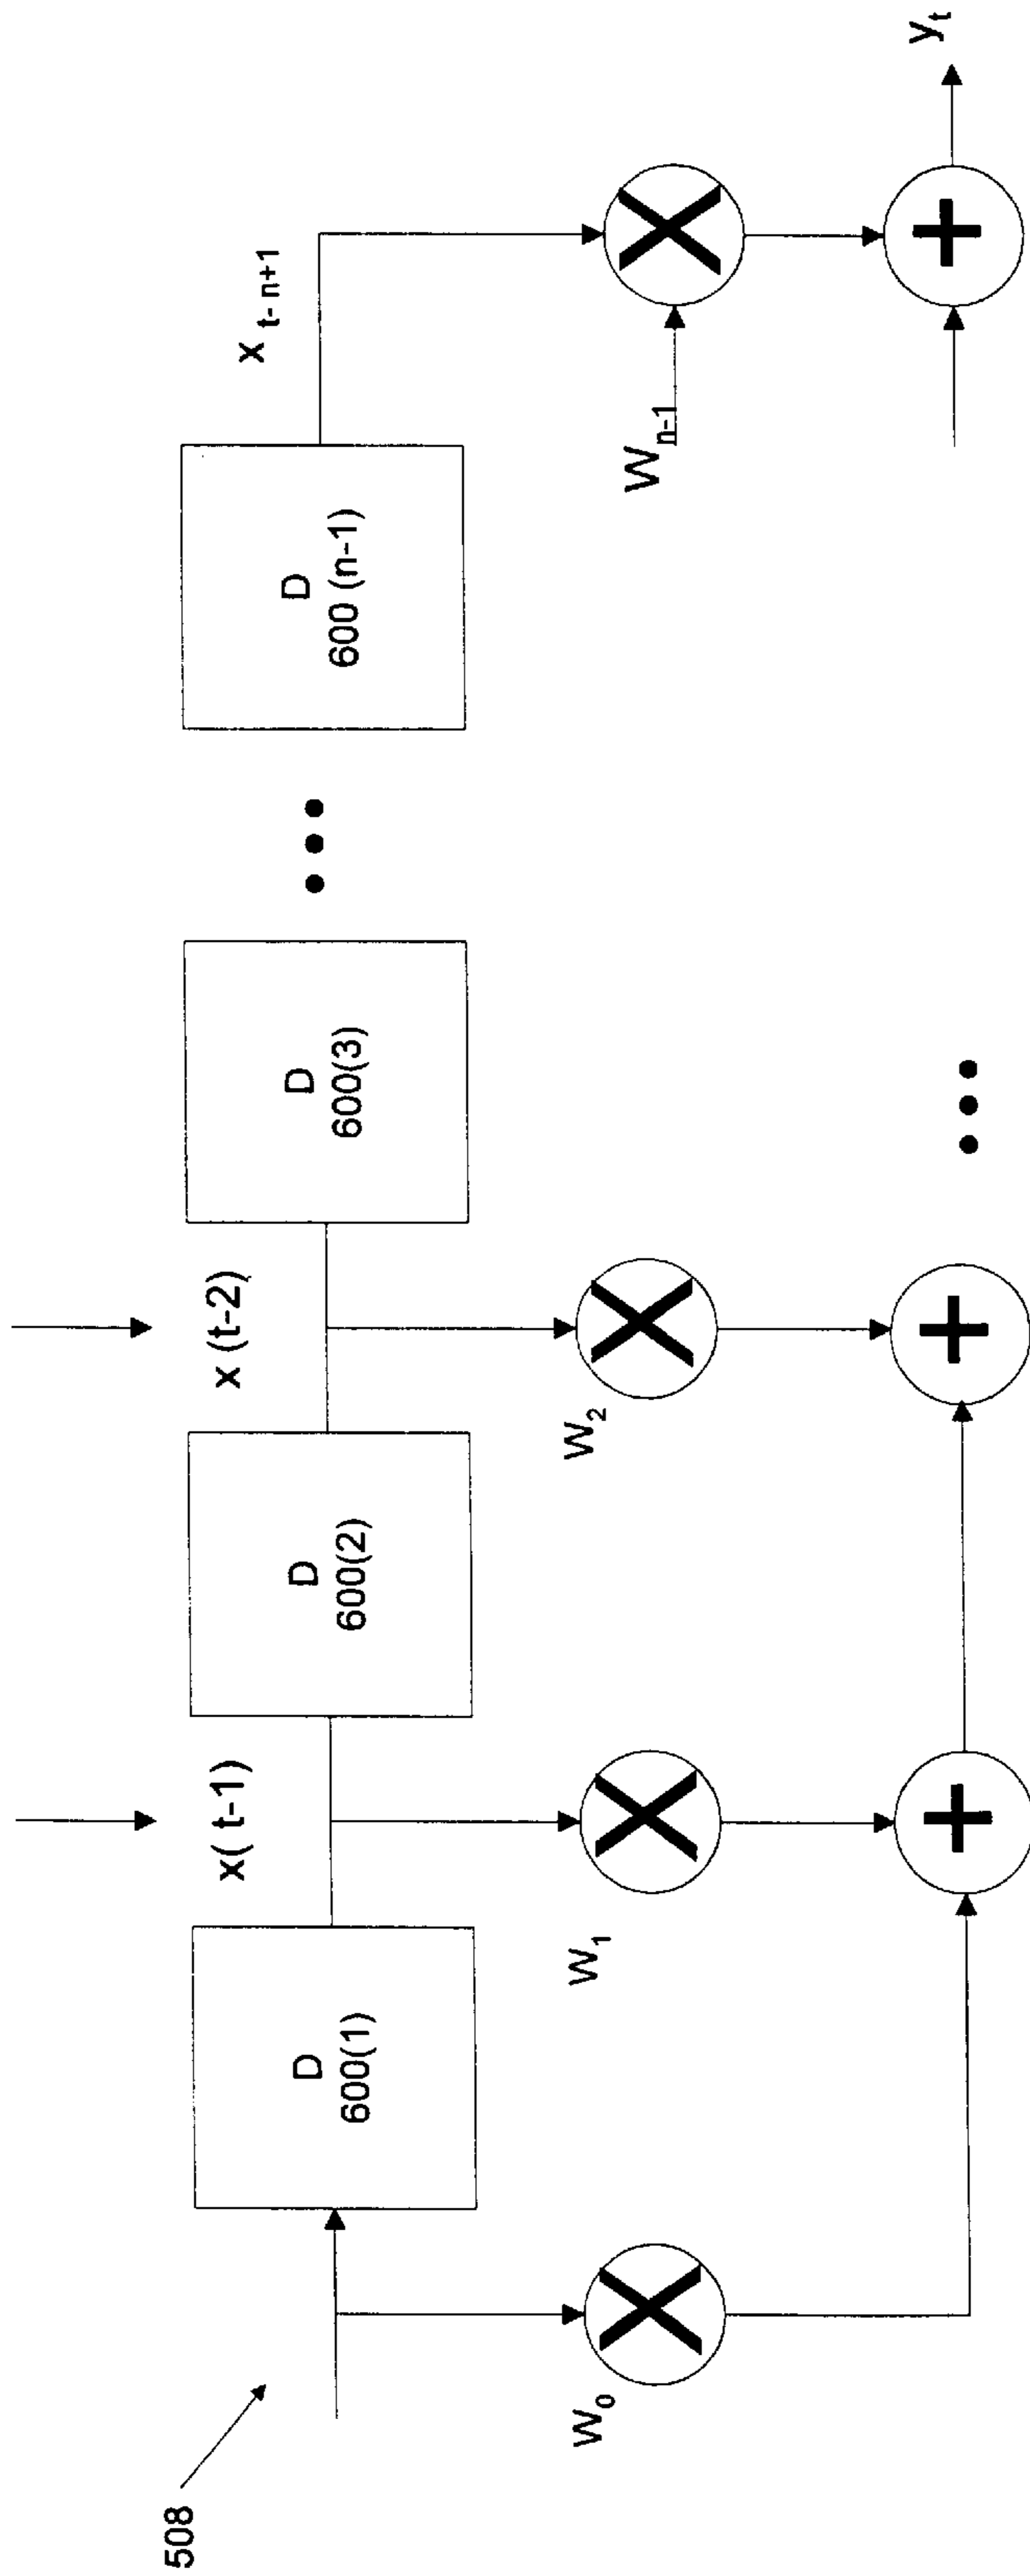 508
x( t-1)
x (t-2)
x t- n+1
D
600(1)
D
600(2)
D
600(3)
D
600 (n-1)
W0
W1
W2
Wn-1
yt